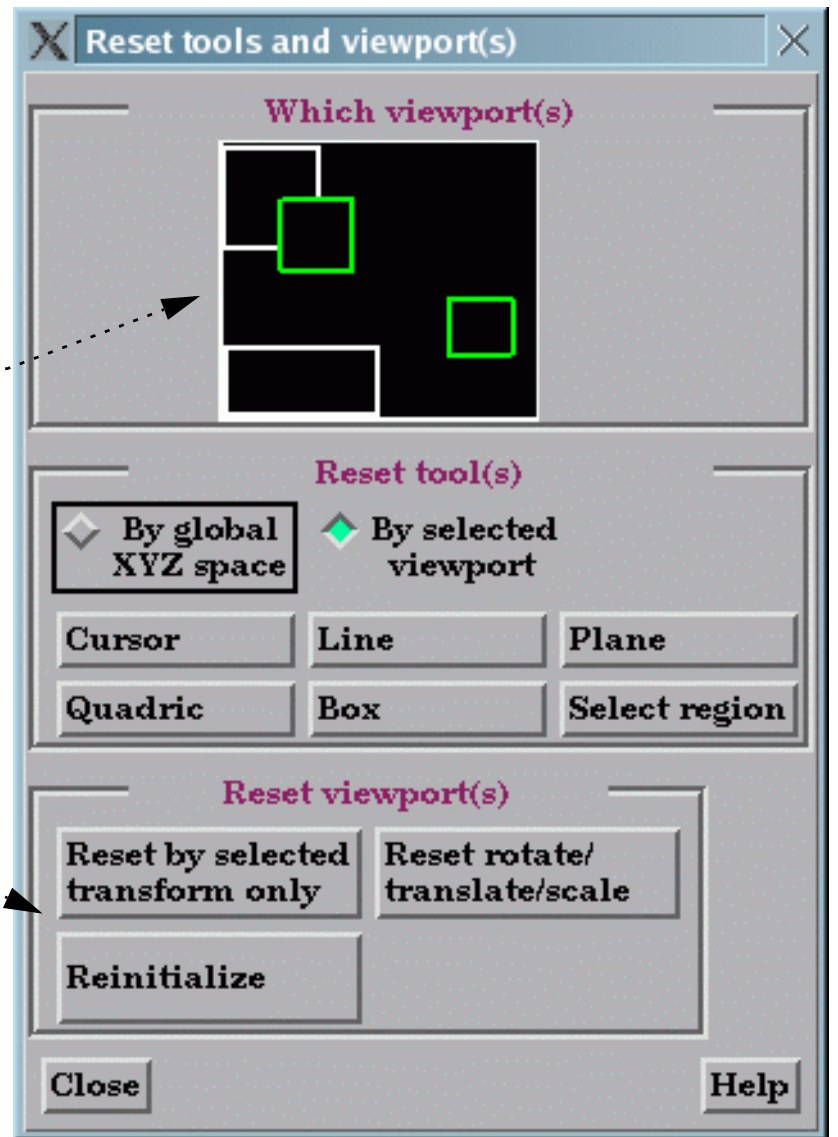 Reset tools and viewport(s)
Which viewport(s)
Reset tool(s)
By global
XYZ space
By selected
viewport
Cursor
Line
Plane
Quadric
Box
Select region
Reset viewport(s)
Reset by selected
transform only
Reset rotate/
translate/scale
Reinitialize
Close
Help